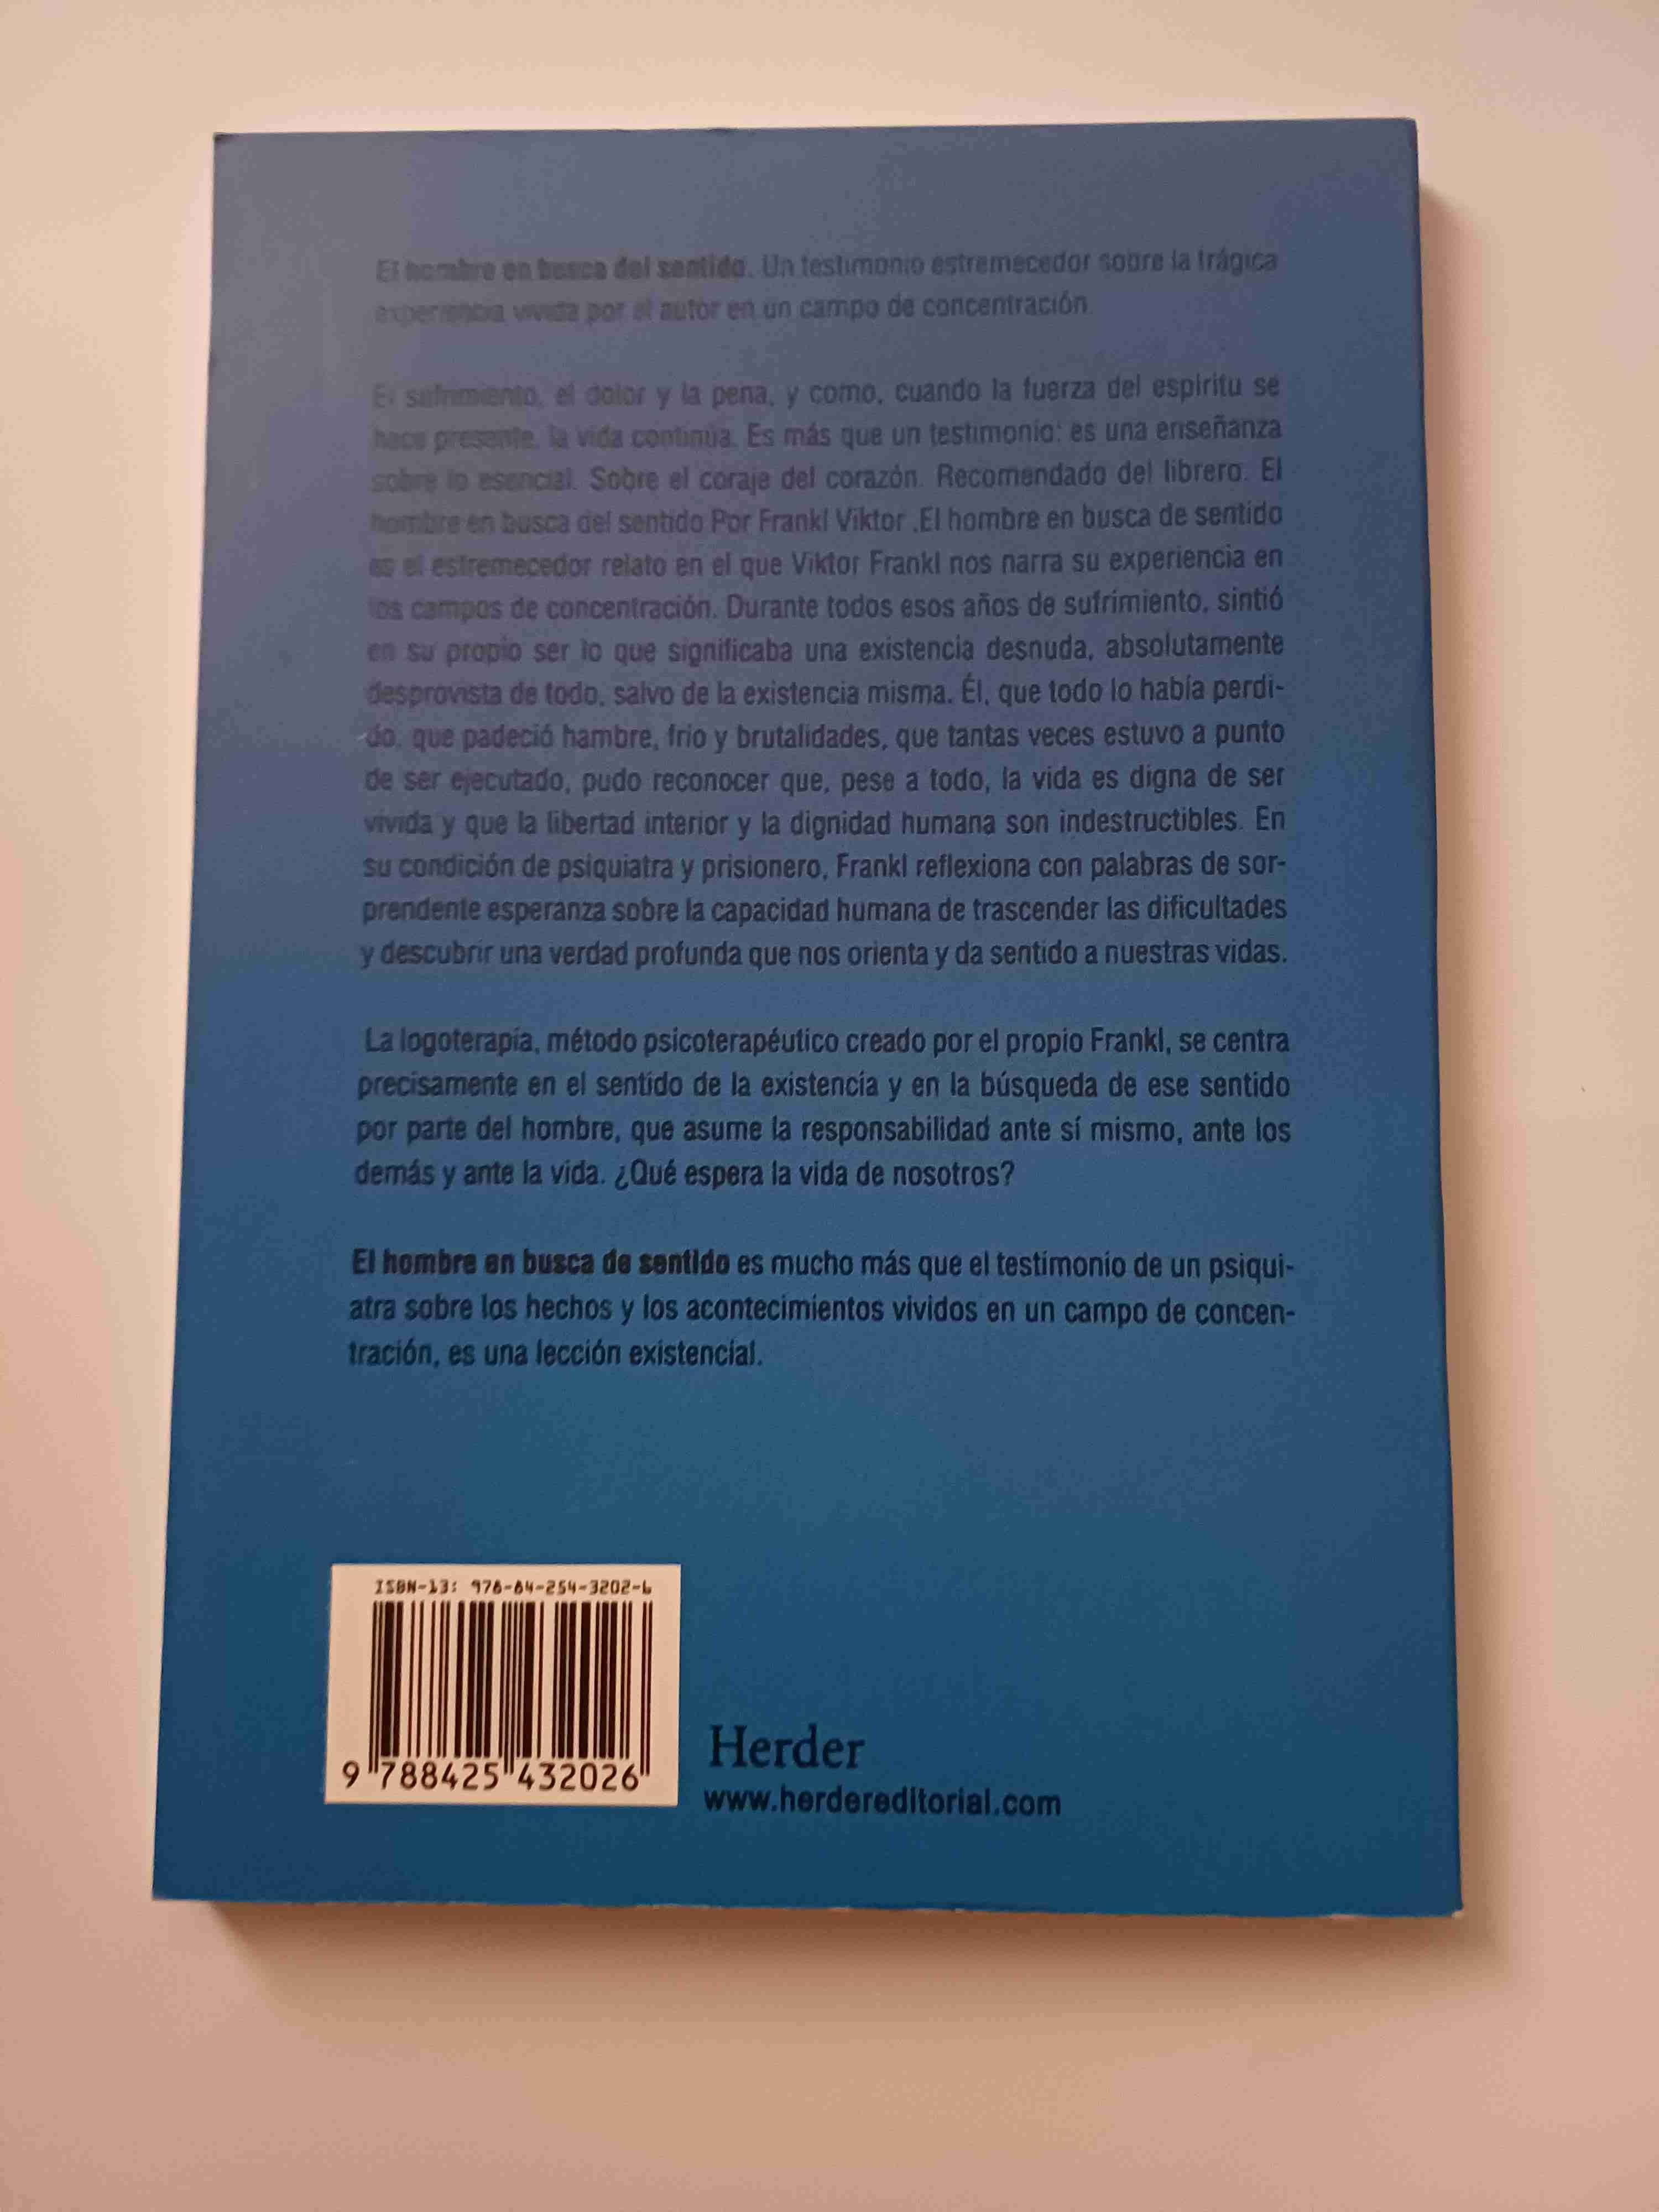 El hombre en busca del sentido. Un testimonio estremecedor sobre la trágica
experiencia vivida por el autor en un campo de concentración.
El sufrimiento, el dolor y la pena, y como, cuando la fuerza del espiritu se
hace presente, la vida continúa. Es más que un testimonio: es una enseñanza
sobre lo esencial. Sobre el coraje del corazón. Recomendado del librero. El
hombre en busca del sentido Por Frankl Viktor .El hombre en busca de sentido
es el estremecedor relato en el que Viktor Frankl nos narra su experiencia en
los campos de concentración. Durante todos esos años de sufrimiento, sintió
en su propio ser lo que significaba una existencia desnuda, absolutamente
desprovista de todo, salvo de la existencia misma. Él, que todo lo había perdi-
do, que padeció hambre, frio y brutalidades, que tantas veces estuvo a punto
de ser ejecutado, pudo reconocer que, pese a todo, la vida es digna de ser
vivida y que la libertad interior y la dignidad humana son indestructibles. En
su condición de psiquiatra y prisionero, Frankl reflexiona con palabras de sor-
prendente esperanza sobre la capacidad humana de trascender las dificultades
y descubrir una verdad profunda que nos orienta y da sentido a nuestras vidas.
La logoterapia, método psicoterapéutico creado por el propio Frankl, se centra
precisamente en el sentido de la existencia y en la búsqueda de ese sentido
por parte del hombre, que asume la responsabilidad ante sí mismo, ante los
demás y ante la vida. ¿Qué espera la vida de nosotros?
El hombre en busca de sentido es mucho más que el testimonio de un psiqui-
atra sobre los hechos y los acontecimientos vividos en un campo de concen-
tración, es una lección existencial.
ISBN-13: 978-84-254-3202-6
9 788425 432026
Herder
www.herdereditorial.com